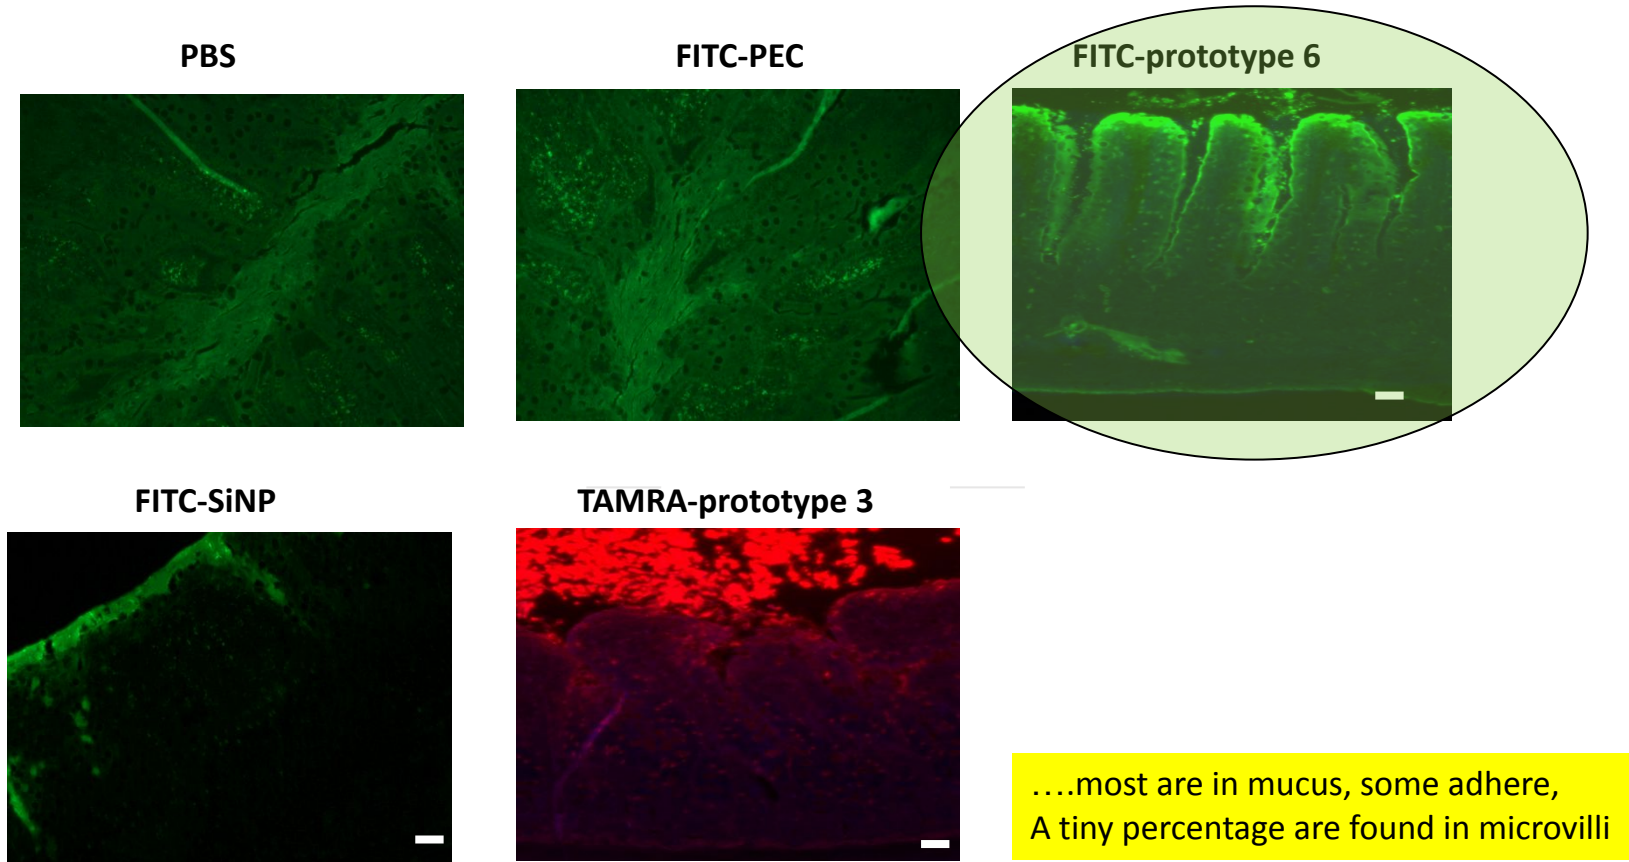 PBS
FITC-PEC
FITC-prototype 6
FITC-SiNP
TAMRA-prototype 3
....most are in mucus, some adhere,
A tiny percentage are found in microvilli